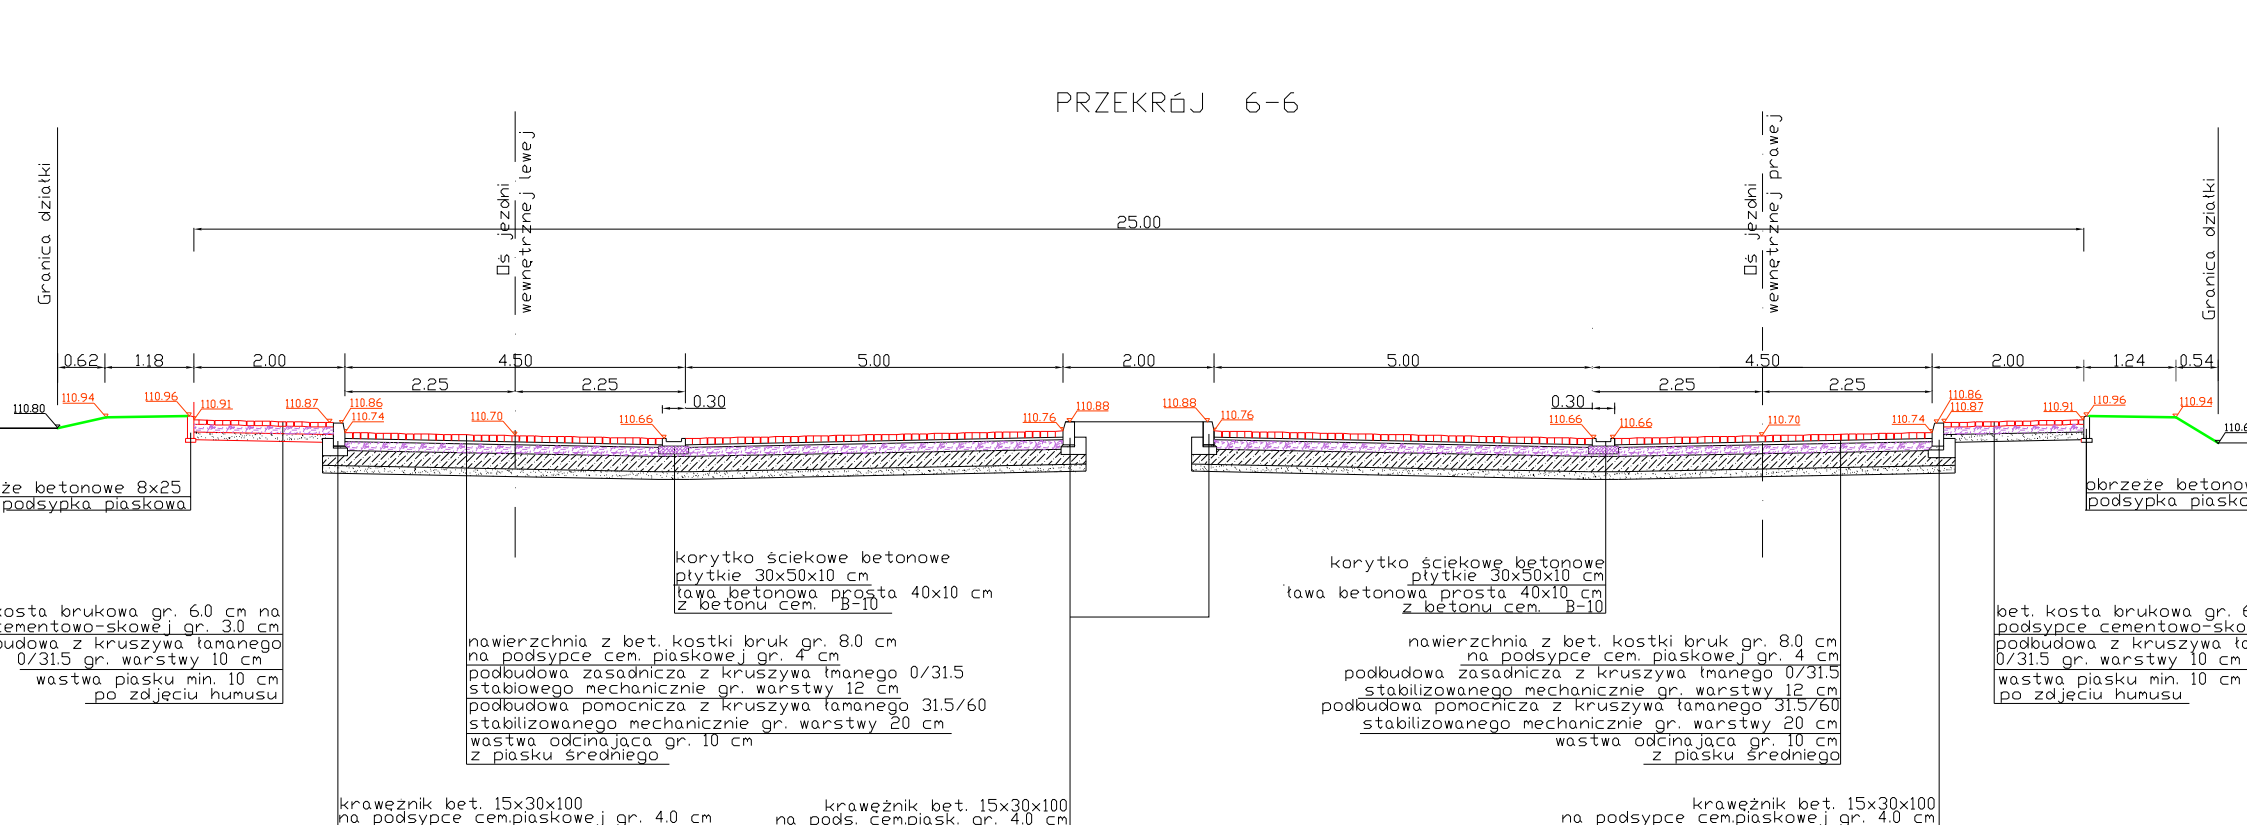 PRZEKRóJ 6-6
Granica działki
Oś jezdni
wewnętrznej lewej
Oś jezdni
wewnętrznej prawej
Granica działki
25.00
0.62 1.18 2.00 4.50 5.00 2.00 5.00 4.50 2.00 1.24 0.54
2.25 2.25 2.25 2.25
0.30 0.30
110.80 110.94 110.96 110.91 110.87 110.86 110.74 110.70 110.66 110.76 110.88 110.88 110.76 110.66 110.66 110.70 110.74 110.86 110.87 110.91 110.96 110.94
że betonowe 8x25
podsypka piaskowa
obrzeże betonow
podsypka piasko
korytko ściekowe betonowe
płytkie 30x50x10 cm
ława betonowa prosta 40x10 cm
z betonu cem. B-10
korytko ściekowe betonowe
płytkie 30x50x10 cm
ława betonowa prosta 40x10 cm
z betonu cem. B-10
osta brukowa gr. 6.0 cm na
cementowo-skowej gr. 3.0 cm
budowa z kruszywa łamanego
0/31.5 gr. warstwy 10 cm
wastwa piasku min. 10 cm
po zdjęciu humusu
nawierzchnia z bet. kostki bruk gr. 8.0 cm
na podsypce cem. piaskowej gr. 4 cm
podbudowa zasadnicza z kruszywa łmanego 0/31.5
stabiowego mechanicznie gr. warstwy 12 cm
podbudowa pomocnicza z kruszywa łamanego 31.5/60
stabilizowanego mechanicznie gr. warstwy 20 cm
wastwa odcinajaca gr. 10 cm
z piasku średniego
nawierzchnia z bet. kostki bruk gr. 8.0 cm
na podsypce cem. piaskowej gr. 4 cm
podbudowa zasadnicza z kruszywa łmanego 0/31.5
stabilizowanego mechanicznie gr. warstwy 12 cm
podbudowa pomocnicza z kruszywa łamanego 31.5/60
stabilizowanego mechanicznie gr. warstwy 20 cm
wastwa odcinajaca gr. 10 cm
z piasku średniego
bet. kosta brukowa gr. 6
podsypce cementowo-sko
podbudowa z kruszywa ła
0/31.5 gr. warstwy 10 cm
wastwa piasku min. 10 cm
po zdjęciu humusu
krawężnik bet. 15x30x100
na podsypce cem.piaskowej gr. 4.0 cm
krawężnik bet. 15x30x100
na pods. cem.piask. gr. 4.0 cm
krawężnik bet. 15x30x100
na podsypce cem.piaskowej gr. 4.0 cm